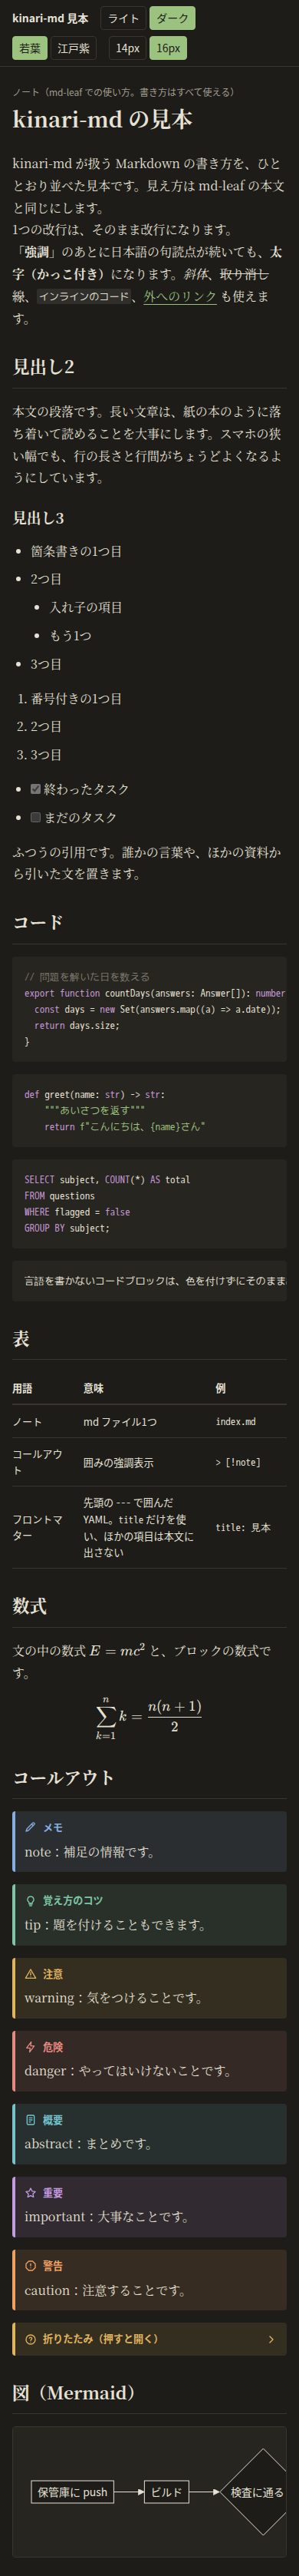 kinari-md 見本 ライト ダーク
若葉 江戸紫 14px 16px
ノート（md-leaf での使い方。書き方はすべて使える）
kinari-md の見本
kinari-md が扱う Markdown の書き方を、ひと
とおり並べた見本です。見え方は md-leaf の本文
と同じにします。
1つの改行は、そのまま改行になります。
「強調」のあとに日本語の句読点が続いても、太
字（かっこ付き）になります。斜体、取り消し
線、インラインのコード、外へのリンク も使えま
す。
見出し2
本文の段落です。長い文章は、紙の本のように落
ち着いて読めることを大事にします。スマホの狭
い幅でも、行の長さと行間がちょうどよくなるよ
うにしています。
見出し3
• 箇条書きの1つ目
• 2つ目
• 入れ子の項目
• もう1つ
• 3つ目
1. 番号付きの1つ目
2. 2つ目
3. 3つ目
• 終わったタスク
• まだのタスク
ふつうの引用です。誰かの言葉や、ほかの資料か
ら引いた文を置きます。
コード
// 問題を解いた日を数える
export function countDays(answers: Answer[]): number
const days = new Set(answers.map((a) => a.date));
return days.size;
}
def greet(name: str) -> str:
"""あいさつを返す"""
return f"こんにちは、{name}さん"
SELECT subject, COUNT(*) AS total
FROM questions
WHERE flagged = false
GROUP BY subject;
言語を書かないコードブロックは、色を付けずにそのまま
表
用語 意味 例
ノート md ファイル1つ index.md
コールアウ
ト
囲みの強調表示 > [!note]
フロントマ
ター
先頭の --- で囲んだ
YAML。title だけを使
い、ほかの項目は本文に
出さない
title: 見本
数式
文の中の数式 E = mc² と、ブロックの数式で
す。
∑_{k=1}^{n} k = n(n + 1) / 2
コールアウト
メモ
note：補足の情報です。
覚え方のコツ
tip：題を付けることもできます。
注意
warning：気をつけることです。
危険
danger：やってはいけないことです。
概要
abstract：まとめです。
重要
important：大事なことです。
警告
caution：注意することです。
折りたたみ（押すと開く）
図（Mermaid）
保管庫に push ビルド 検査に通る